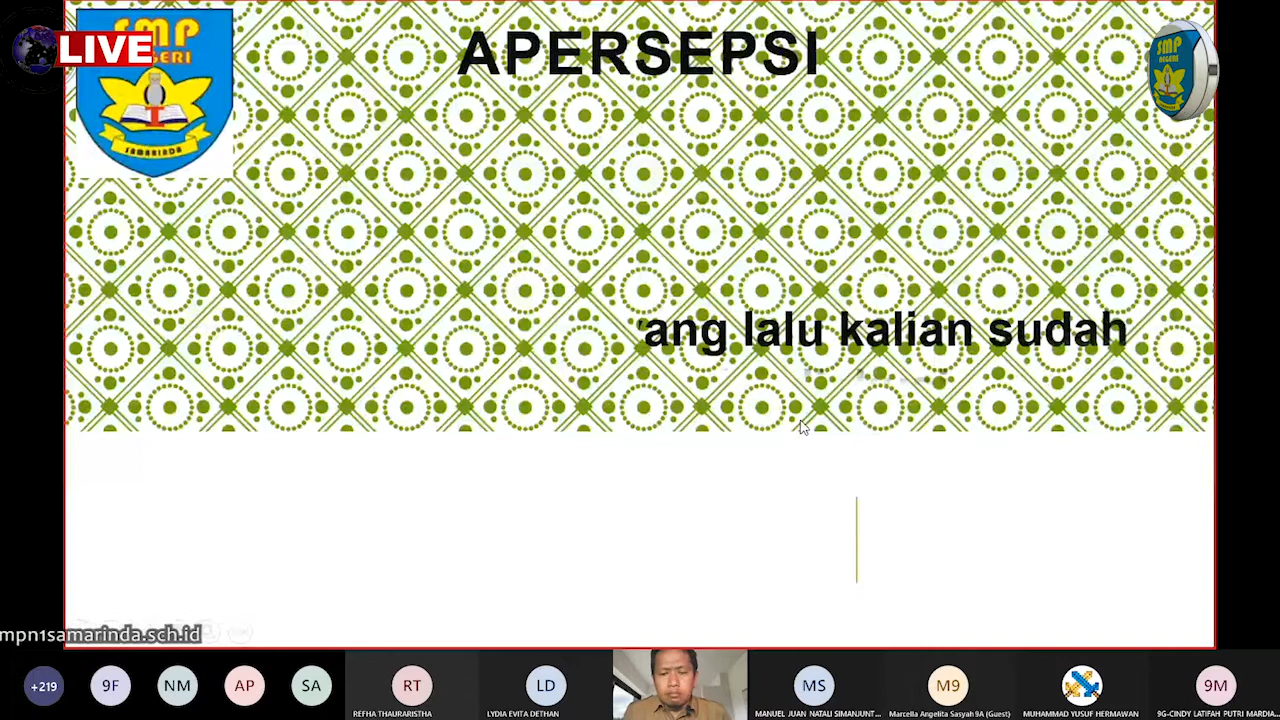 LIVE
SMP
NEGERI
SAMARINDA
APERSEPSI
SMP
NEGERI
ang lalu kalian sudah
mpn1samarinda.sch.id
+219
9F
NM
AP
SA
RT
REFHA THAURARISTHA
LD
LYDIA EVITA DETHAN
MS
MANUEL JUAN NATALI SIMANJUNT...
M9
Marcella Angelita Sasyah 9A (Guest)
MUHAMMAD YUSUF HERMAWAN
9M
9G-CINDY LATIFAH PUTRI MARDIA...